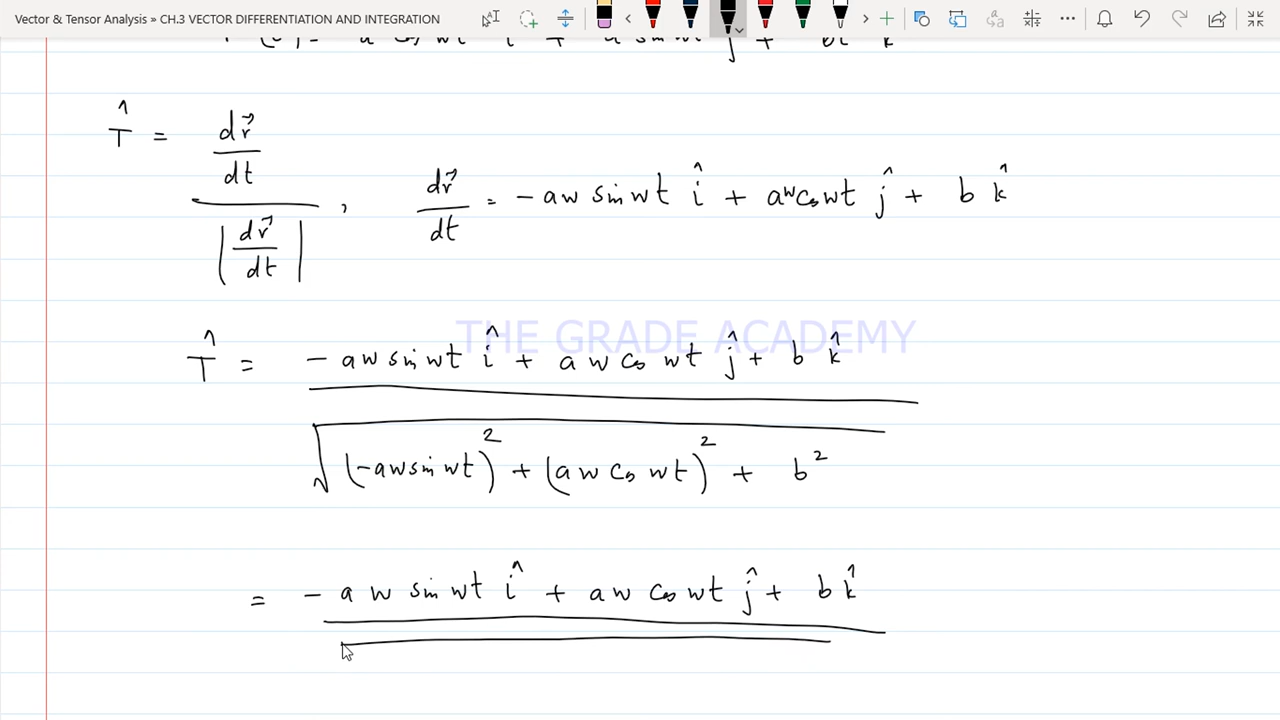 Vector & Tensor Analysis » CH.3 VECTOR DIFFERENTIATION AND INTEGRATION
T̂ = (dr⃗/dt) / |dr⃗/dt| , dr⃗/dt = - aw sin wt î + aw cos wt ĵ + b k̂
THE GRADE ACADEMY
T̂ = - aw sin wt î + a w cos wt ĵ + b k̂
√ (-aw sin wt)² + (aw cos wt)² + b²
= - a w sin wt î + aw cos wt ĵ + b k̂